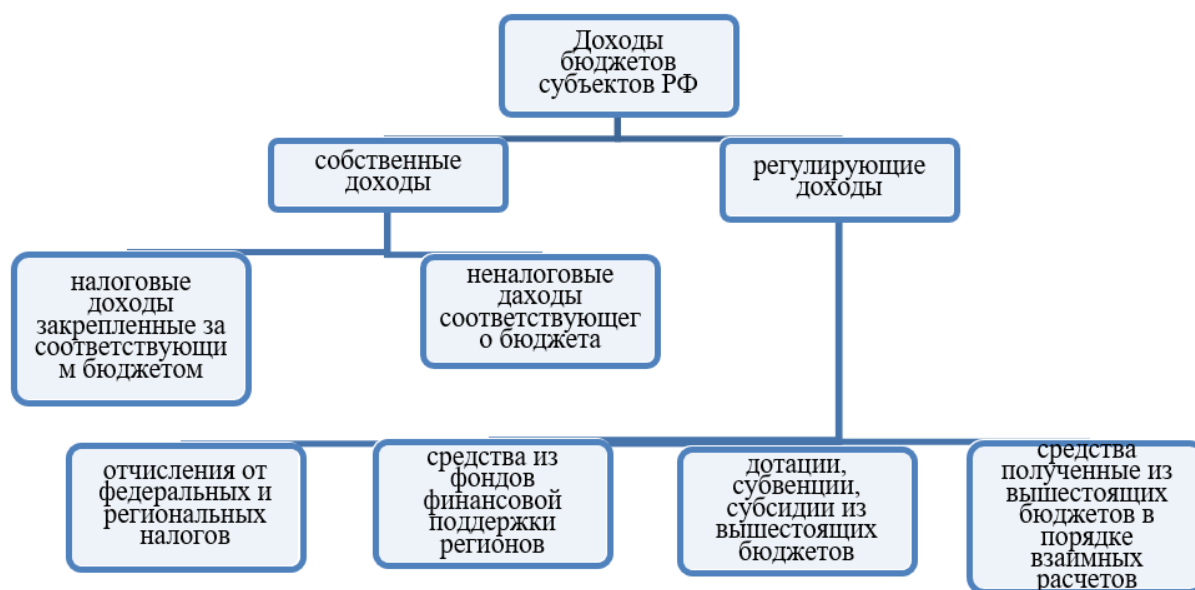 Доходы
бюджетов
субъектов РФ
собственные
доходы
регулирующие
доходы
налоговые
доходы
закрепленные за
соответствующи
м бюджетом
неналоговые
даходы
соответствующег
о бюджета
отчисления от
федеральных и
региональных
налогов
средства из
фондов
финансовой
поддержки
регионов
дотации,
субвенции,
субсидии из
вышестоящих
бюджетов
средства
полученные из
вышестоящих
бюджетов в
порядке
взаимных
расчетов